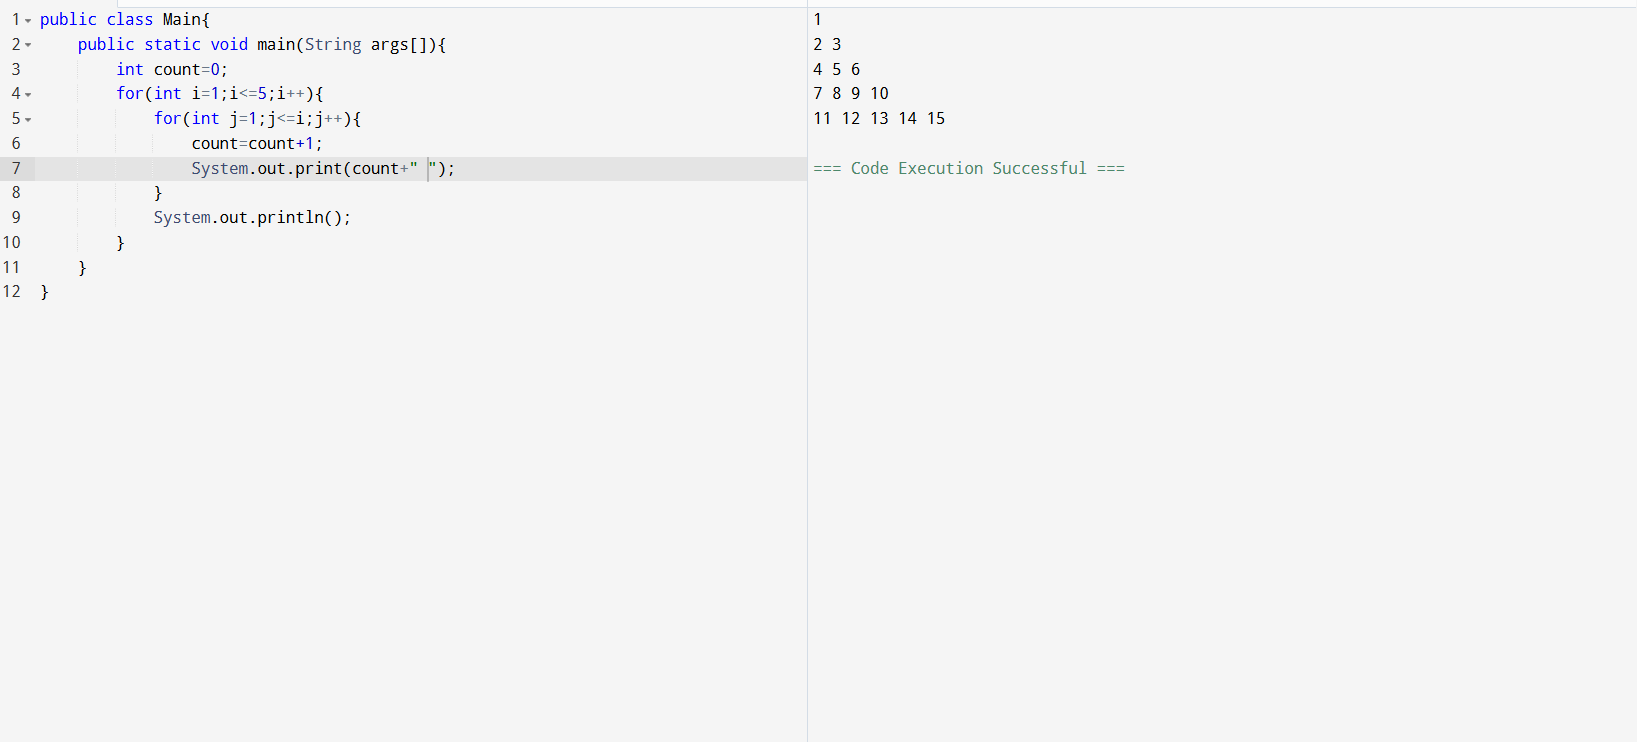 1 public class Main{
2     public static void main(String args[]){
3         int count=0;
4         for(int i=1;i<=5;i++){
5             for(int j=1;j<=i;j++){
6                 count=count+1;
7                 System.out.print(count+" ");
8             }
9             System.out.println();
10         }
11     }
12 }
1
2 3
4 5 6
7 8 9 10
11 12 13 14 15
=== Code Execution Successful ===